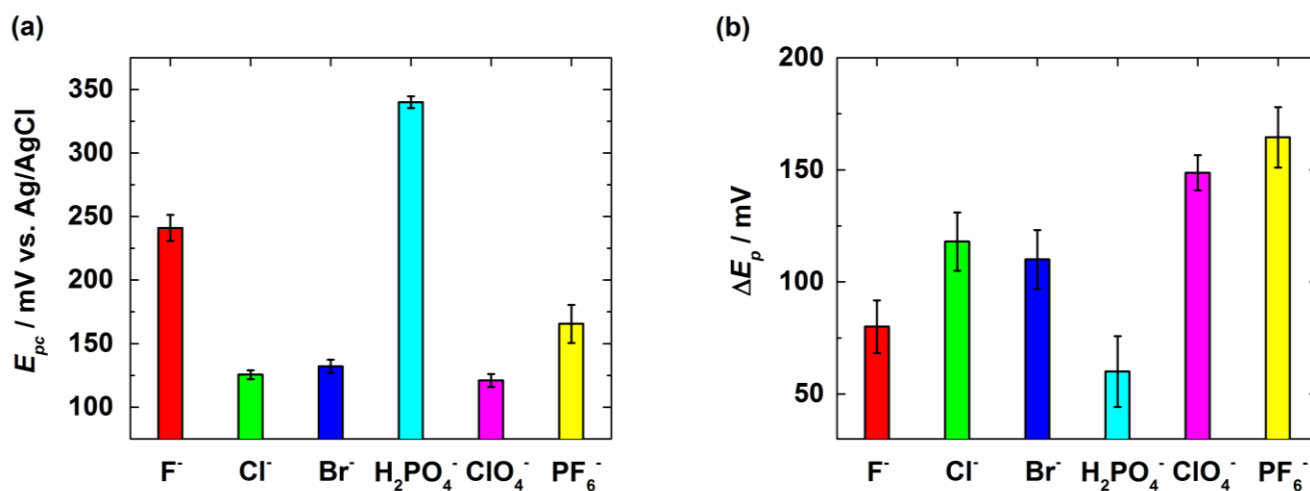 (a)
E_pc / mV vs. Ag/AgCl
350
300
250
200
150
100
F⁻ Cl⁻ Br⁻ H₂PO₄⁻ ClO₄⁻ PF₆⁻
(b)
ΔE_p / mV
200
150
100
50
F⁻ Cl⁻ Br⁻ H₂PO₄⁻ ClO₄⁻ PF₆⁻